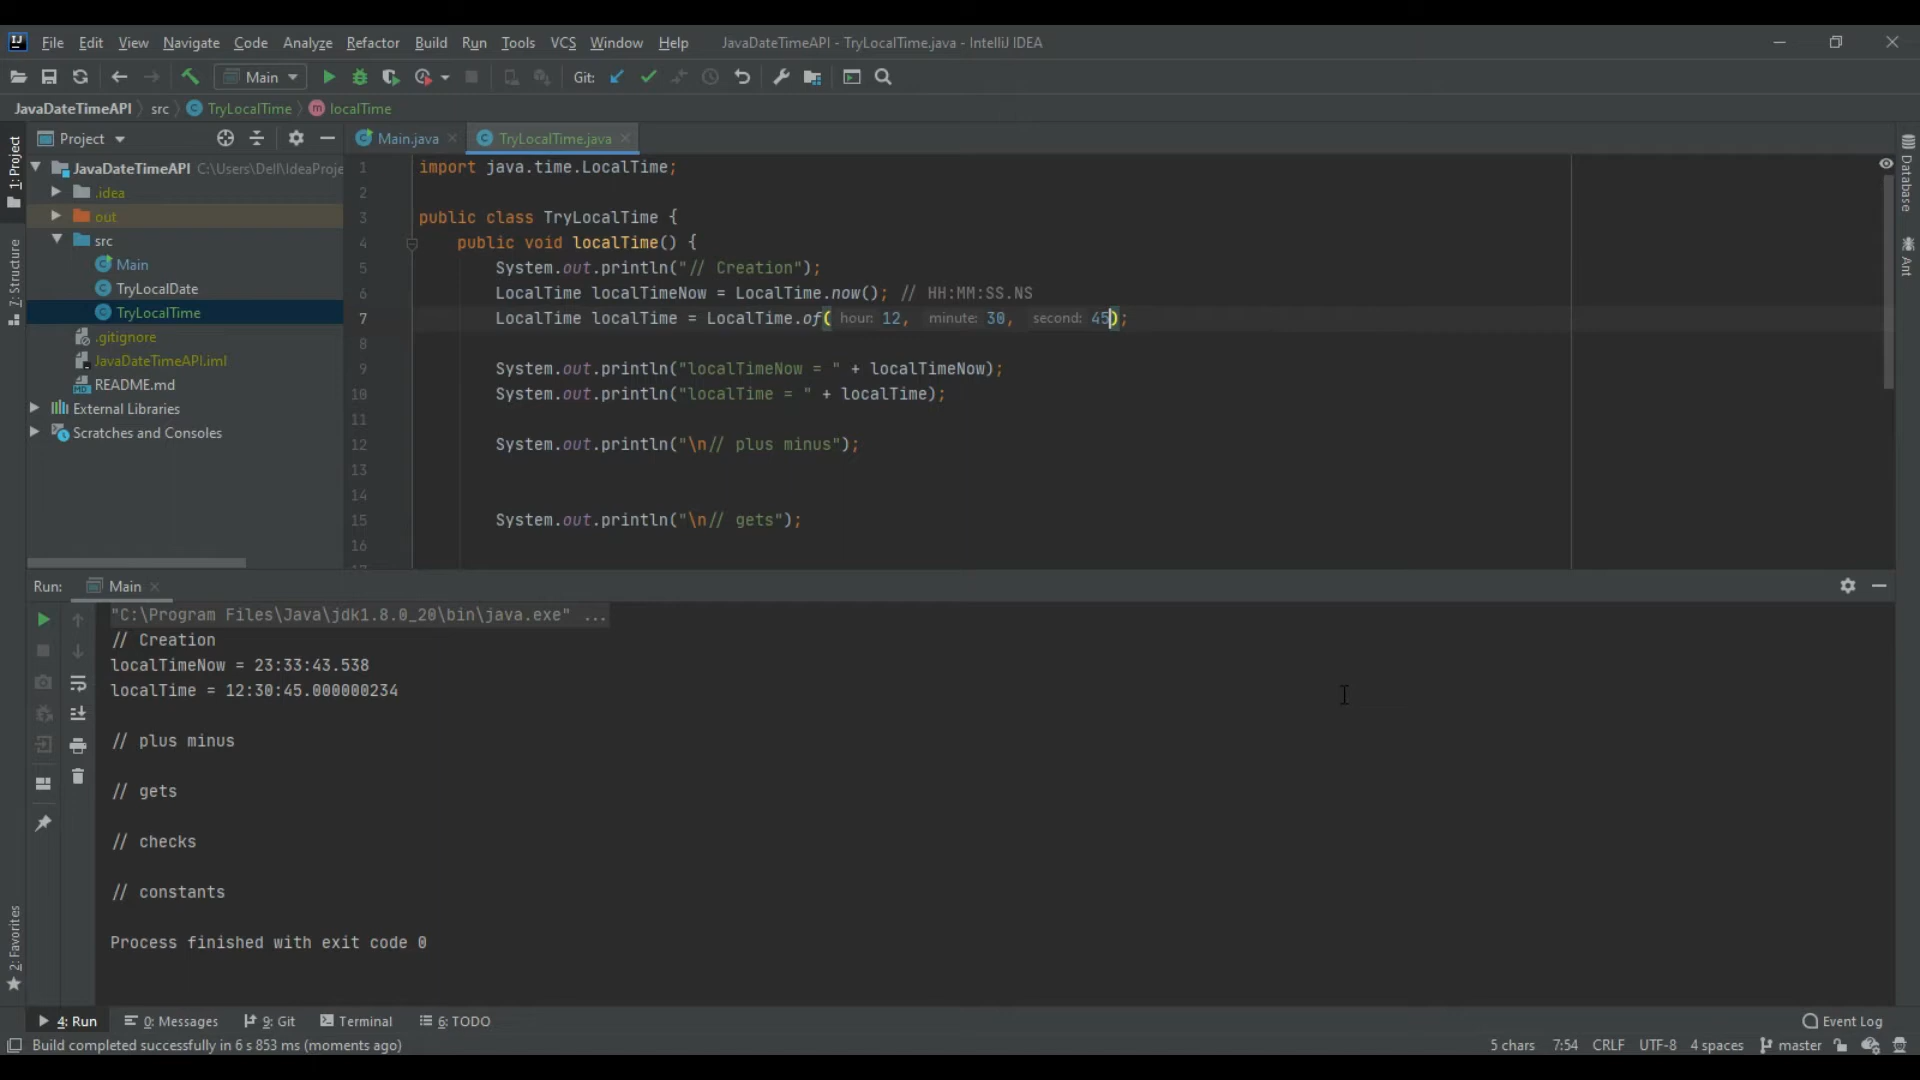 File Edit View Navigate Code Analyze Refactor Build Run Tools VCS Window Help JavaDateTimeAPI - TryLocalTime.java - IntelliJ IDEA
Main Git:
JavaDateTimeAPI src TryLocalTime localTime
Project Main.java TryLocalTime.java
JavaDateTimeAPI C:\Users\Dell\IdeaProje
.idea
out
src
Main
TryLocalDate
TryLocalTime
.gitignore
JavaDateTimeAPI.iml
README.md
External Libraries
Scratches and Consoles
1: Project
7: Structure
2: Favorites
Database
Ant
1 import java.time.LocalTime;
2
3 public class TryLocalTime {
4 public void localTime() {
5 System.out.println("// Creation");
6 LocalTime localTimeNow = LocalTime.now(); // HH:MM:SS.NS
7 LocalTime localTime = LocalTime.of( hour: 12, minute: 30, second: 45);
8
9 System.out.println("localTimeNow = " + localTimeNow);
10 System.out.println("localTime = " + localTime);
11
12 System.out.println("\n// plus minus");
13
14
15 System.out.println("\n// gets");
16
Run: Main
"C:\Program Files\Java\jdk1.8.0_20\bin\java.exe" ...
// Creation
localTimeNow = 23:33:43.538
localTime = 12:30:45.000000234
// plus minus
// gets
// checks
// constants
Process finished with exit code 0
4: Run 0: Messages 9: Git Terminal 6: TODO Event Log
Build completed successfully in 6 s 853 ms (moments ago) 5 chars 7:54 CRLF UTF-8 4 spaces master